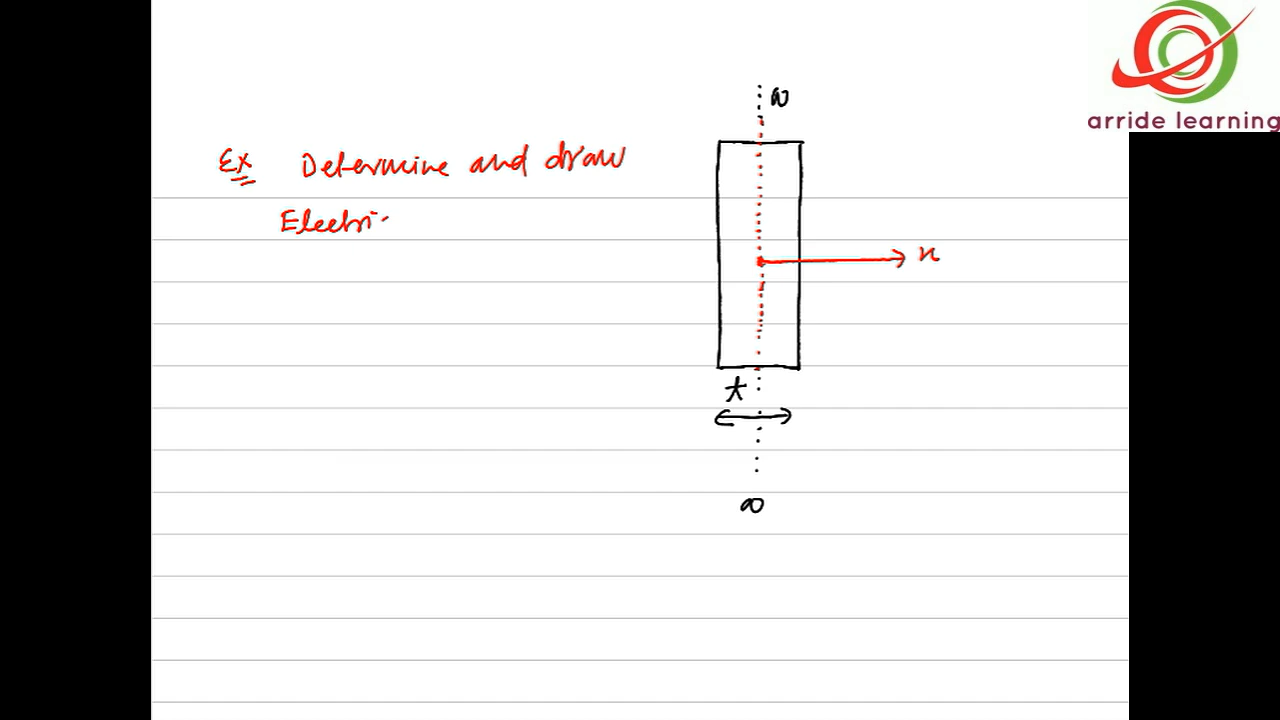 arride learning
∞
Ex Determine and draw
Electri
x
t
∞